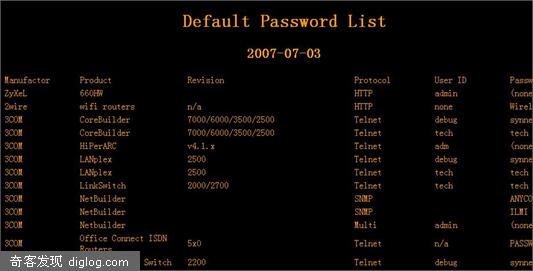 Default Password List
2007-07-03
Manufactor Product Revision Protocol User ID Passw
ZyXeL 660HW HTTP admin (none
2wire wifi routers n/a HTTP none Wirel
3COM CoreBuilder 7000/6000/3500/2500 Telnet debug synne
3COM CoreBuilder 7000/6000/3500/2500 Telnet tech tech
3COM HiPerARC v4.1.x Telnet adm (none
3COM LANplex 2500 Telnet debug synne
3COM LANplex 2500 Telnet tech tech
3COM LinkSwitch 2000/2700 Telnet tech tech
3COM NetBuilder SNMP ANYCO
3COM NetBuilder SNMP ILMI
3COM NetBuilder Multi admin (none
3COM Office Connect ISDN Routers 5x0 Telnet n/a PASSW
Switch 2200 Telnet debug synne
奇客发现 diglog.com